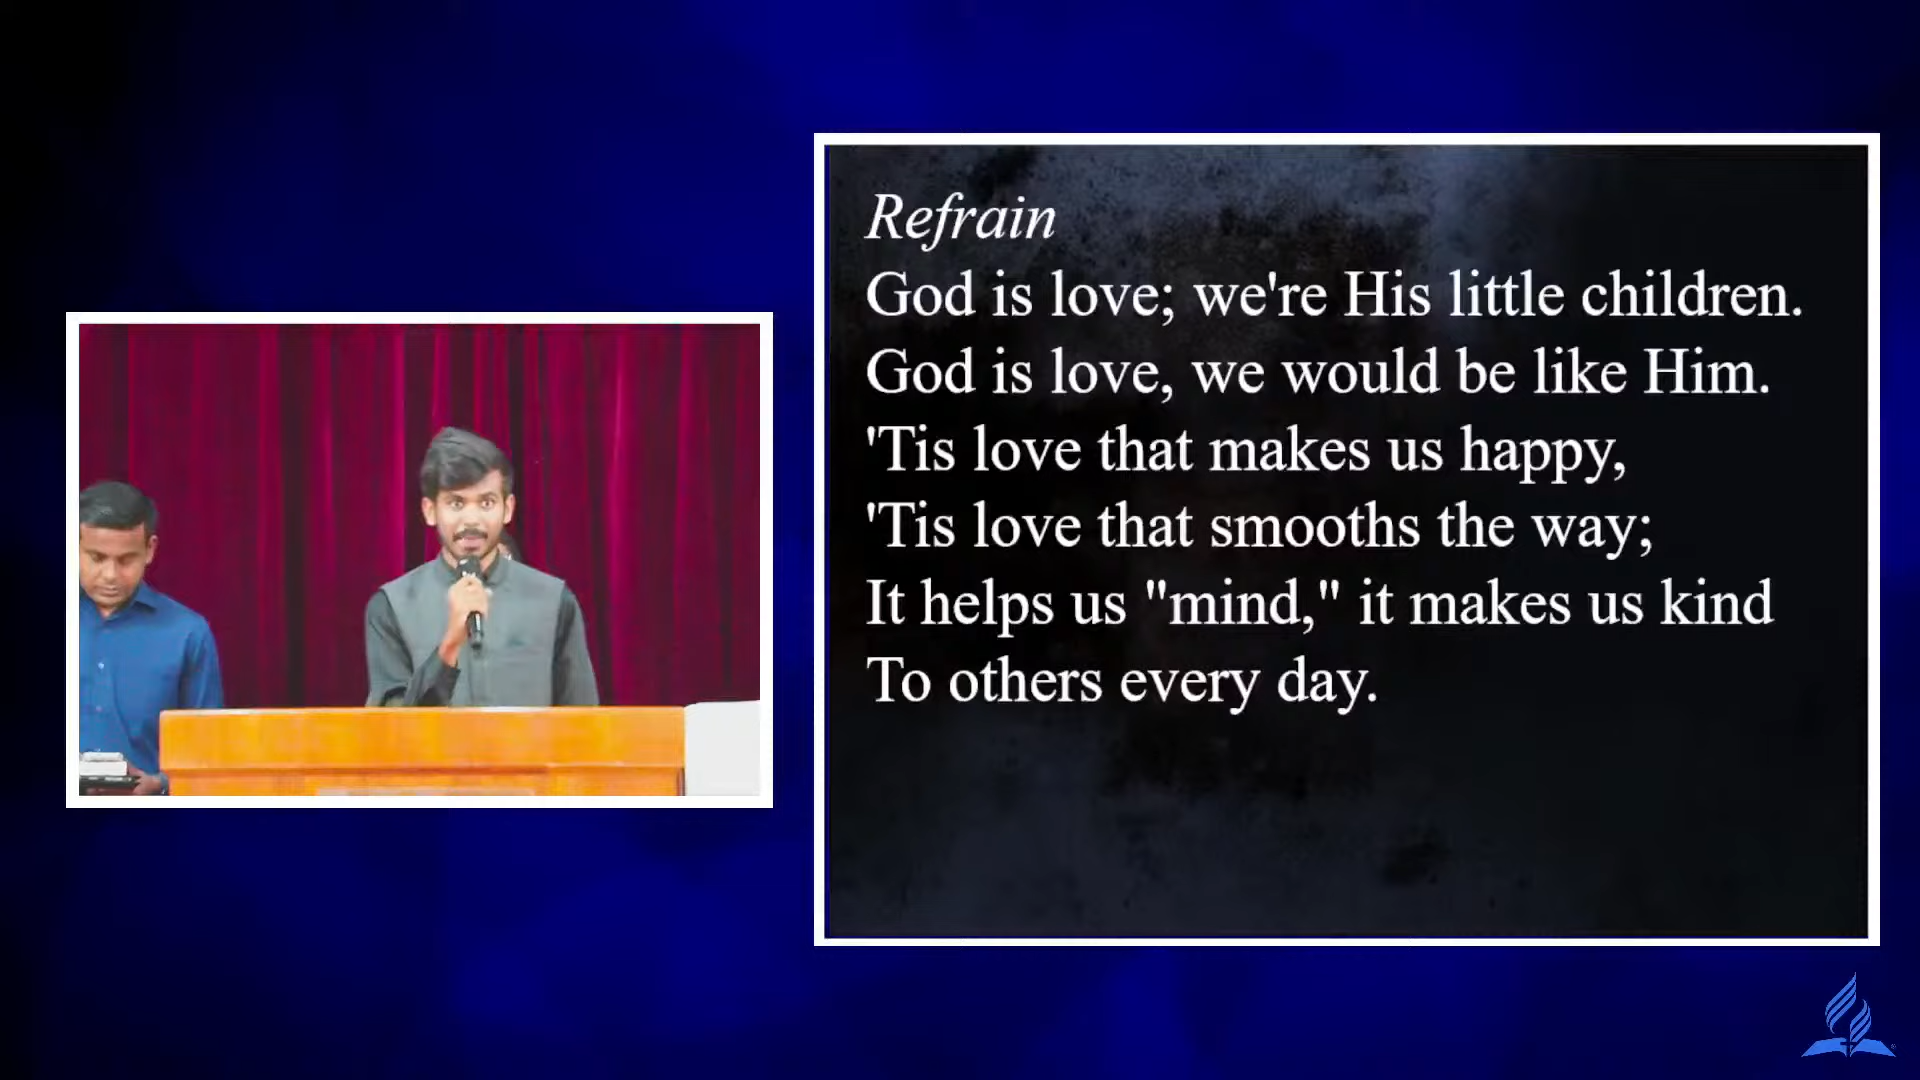 Refrain
God is love; we're His little children.
God is love, we would be like Him.
'Tis love that makes us happy,
'Tis love that smooths the way;
It helps us "mind," it makes us kind
To others every day.